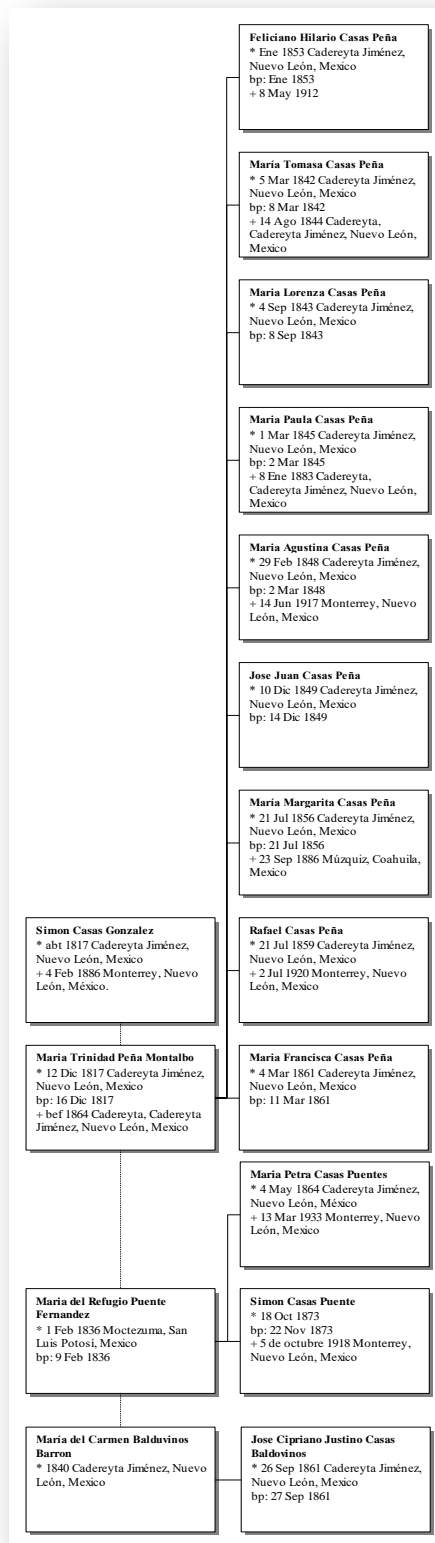 Feliciano Hilario Casas Peña
* Ene 1853 Cadereyta Jiménez,
Nuevo León, Mexico
bp: Ene 1853
+ 8 May 1912
María Tomasa Casas Peña
* 5 Mar 1842 Cadereyta Jiménez,
Nuevo León, Mexico
bp: 8 Mar 1842
+ 14 Ago 1844 Cadereyta,
Cadereyta Jiménez, Nuevo León,
Mexico
Maria Lorenza Casas Peña
* 4 Sep 1843 Cadereyta Jiménez,
Nuevo León, Mexico
bp: 8 Sep 1843
Maria Paula Casas Peña
* 1 Mar 1845 Cadereyta Jiménez,
Nuevo León, Mexico
bp: 2 Mar 1845
+ 8 Ene 1883 Cadereyta,
Cadereyta Jiménez, Nuevo León,
Mexico
Maria Agustina Casas Peña
* 29 Feb 1848 Cadereyta Jiménez,
Nuevo León, Mexico
bp: 2 Mar 1848
+ 14 Jun 1917 Monterrey, Nuevo
León, Mexico
Jose Juan Casas Peña
* 10 Dic 1849 Cadereyta Jiménez,
Nuevo León, Mexico
bp: 14 Dic 1849
María Margarita Casas Peña
* 21 Jul 1856 Cadereyta Jiménez,
Nuevo León, Mexico
bp: 21 Jul 1856
+ 23 Sep 1886 Múzquiz, Coahuila,
Mexico
Simon Casas Gonzalez
* abt 1817 Cadereyta Jiménez,
Nuevo León, Mexico
+ 4 Feb 1886 Monterrey, Nuevo
León, México.
Rafael Casas Peña
* 21 Jul 1859 Cadereyta Jiménez,
Nuevo León, Mexico
+ 2 Jul 1920 Monterrey, Nuevo
León, Mexico
Maria Trinidad Peña Montalbo
* 12 Dic 1817 Cadereyta Jiménez,
Nuevo León, Mexico
bp: 16 Dic 1817
+ bef 1864 Cadereyta, Cadereyta
Jiménez, Nuevo León, Mexico
Maria Francisca Casas Peña
* 4 Mar 1861 Cadereyta Jiménez,
Nuevo León, Mexico
bp: 11 Mar 1861
Maria Petra Casas Puentes
* 4 May 1864 Cadereyta Jiménez,
Nuevo León, México
+ 13 Mar 1933 Monterrey, Nuevo
León, Mexico
Maria del Refugio Puente
Fernandez
* 1 Feb 1836 Moctezuma, San
Luis Potosí, Mexico
bp: 9 Feb 1836
Simon Casas Puente
* 18 Oct 1873
bp: 22 Nov 1873
+ 5 de octubre 1918 Monterrey,
Nuevo León, Mexico
María del Carmen Balduvinos
Barron
* 1840 Cadereyta Jiménez, Nuevo
León, Mexico
Jose Cipriano Justino Casas
Baldovinos
* 26 Sep 1861 Cadereyta Jiménez,
Nuevo León, Mexico
bp: 27 Sep 1861